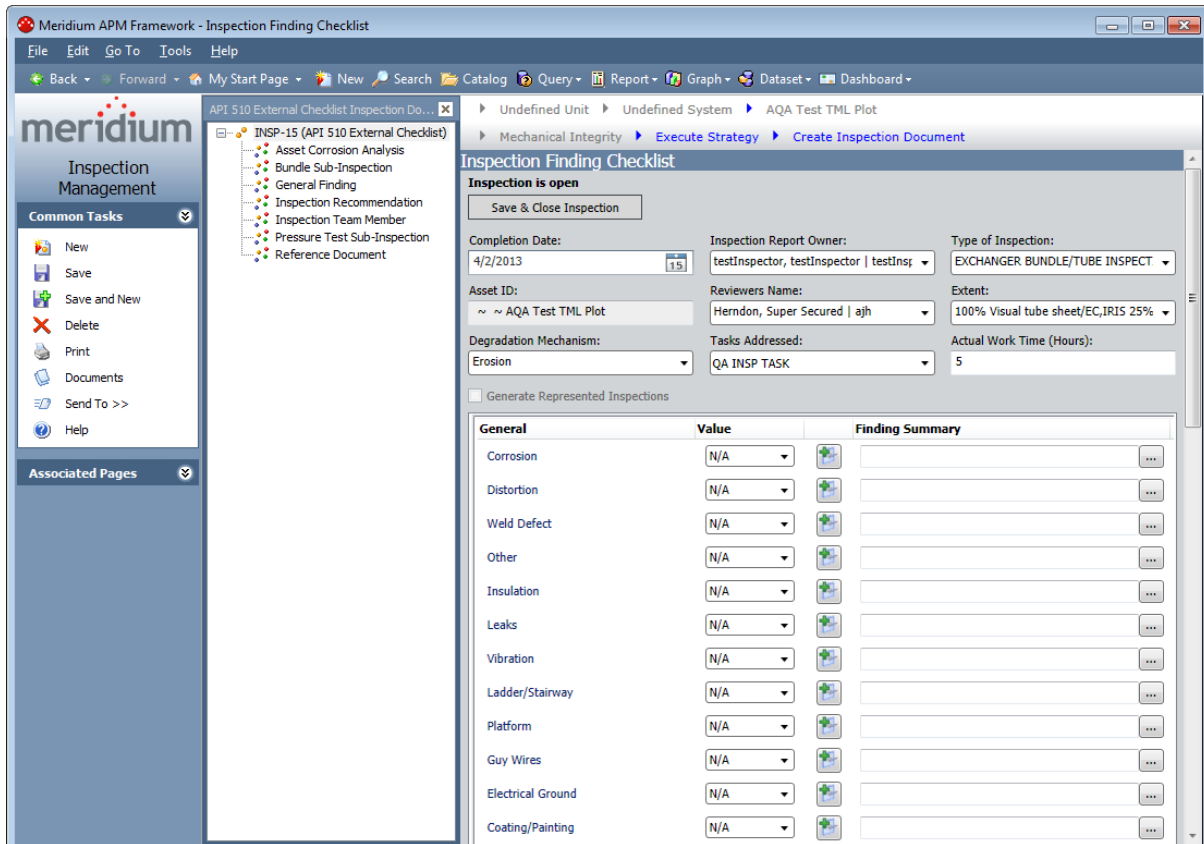 Meridium APM Framework - Inspection Finding Checklist
File Edit Go To Tools Help
Back Forward My Start Page New Search Catalog Query Report Graph Dataset Dashboard
meridium
Inspection
Management
Common Tasks
New
Save
Save and New
Delete
Print
Documents
Send To >>
Help
Associated Pages
API 510 External Checklist Inspection Do...
INSP-15 (API 510 External Checklist)
Asset Corrosion Analysis
Bundle Sub-Inspection
General Finding
Inspection Recommendation
Inspection Team Member
Pressure Test Sub-Inspection
Reference Document
Undefined Unit Undefined System AQA Test TML Plot
Mechanical Integrity Execute Strategy Create Inspection Document
Inspection Finding Checklist
Inspection is open
Save & Close Inspection
Completion Date: Inspection Report Owner: Type of Inspection:
4/2/2013 15 testInspector, testInspector | testInsp EXCHANGER BUNDLE/TUBE INSPECT
Asset ID: Reviewers Name: Extent:
~ ~ AQA Test TML Plot Herndon, Super Secured | ajh 100% Visual tube sheet/EC,IRIS 25%
Degradation Mechanism: Tasks Addressed: Actual Work Time (Hours):
Erosion QA INSP TASK 5
Generate Represented Inspections
General Value Finding Summary
Corrosion N/A ...
Distortion N/A ...
Weld Defect N/A ...
Other N/A ...
Insulation N/A ...
Leaks N/A ...
Vibration N/A ...
Ladder/Stairway N/A ...
Platform N/A ...
Guy Wires N/A ...
Electrical Ground N/A ...
Coating/Painting N/A ...